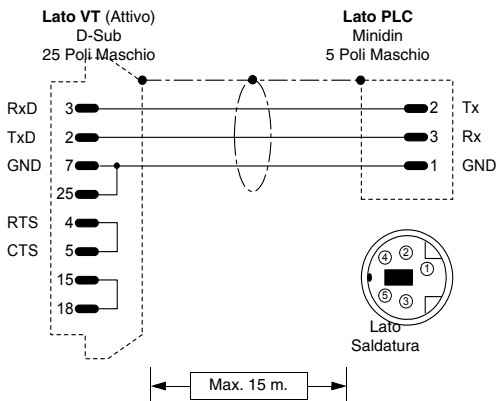 Lato VT (Attivo)
D-Sub
25 Poli Maschio
Lato PLC
Minidin
5 Poli Maschio
RxD 3 2 Tx
TxD 2 3 Rx
GND 7 1 GND
25
RTS 4
CTS 5
15
18
4 2 1
5 3
Lato
Saldatura
Max. 15 m.